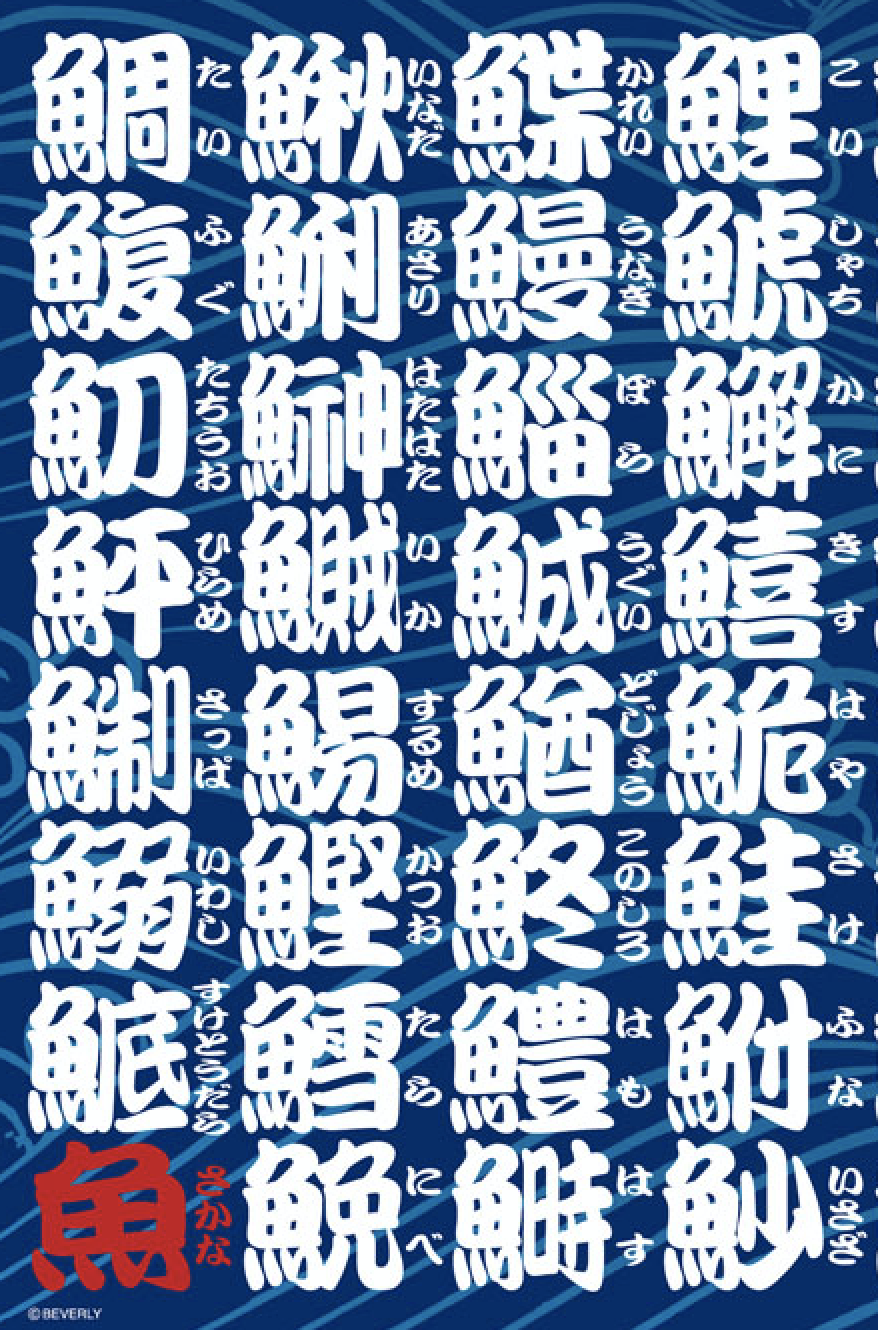 鯉 こい
鯱 しゃち
䲒 かに
鱚 きす
鮠 はや
鮭 さけ
鮒 ふな
魦 いさざ
鰈 かれい
鰻 うなぎ
鯔 ぼら
鯎 うぐい
鰌 どじょう
鮗 このしろ
鱧 はも
鰣 はす
鰍 いなだ
鯏 あさり
鰰 はたはた
鱡 いか
鯣 するめ
鰹 かつお
鱈 たら
鮸 にべ
鯛 たい
鰒 ふぐ
魛 たちうお
鮃 ひらめ
鯯 さっぱ
鰯 いわし
鯳 すけとうだら
魚 さかな
©BEVERLY